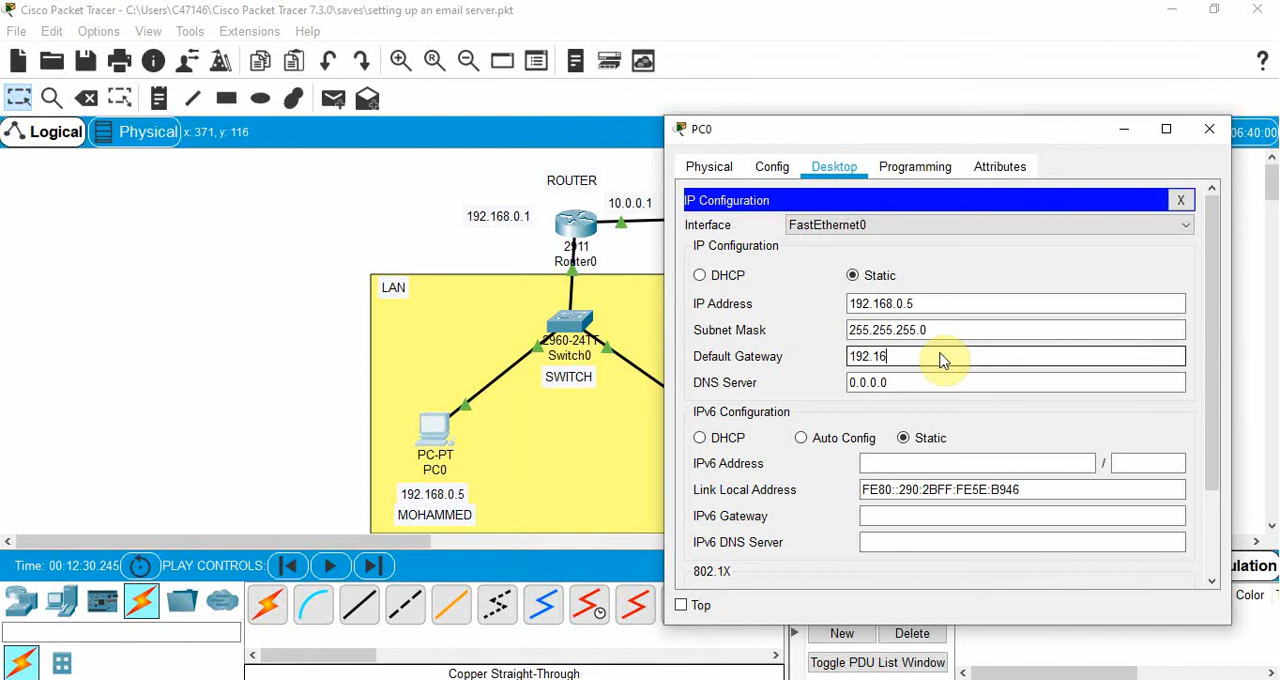 Cisco Packet Tracer - C:\Users\C47146\Cisco Packet Tracer 7.3.0\saves\setting up an email server.pkt
File Edit Options View Tools Extensions Help
Logical Physical x: 371, y: 116
06:40:00
PC0
Physical Config Desktop Programming Attributes
IP Configuration X
Interface FastEthernet0
IP Configuration
DHCP Static
IP Address 192.168.0.5
Subnet Mask 255.255.255.0
Default Gateway 192.16
DNS Server 0.0.0.0
IPv6 Configuration
DHCP Auto Config Static
IPv6 Address /
Link Local Address FE80::290:2BFF:FE5E:B946
IPv6 Gateway
IPv6 DNS Server
802.1X
Top
ROUTER
192.168.0.1
10.0.0.1
2911
Router0
LAN
2960-24TT
Switch0
SWITCH
PC-PT
PC0
192.168.0.5
MOHAMMED
Time: 00:12:30.245 PLAY CONTROLS:
Copper Straight-Through
New Delete
Toggle PDU List Window
Color